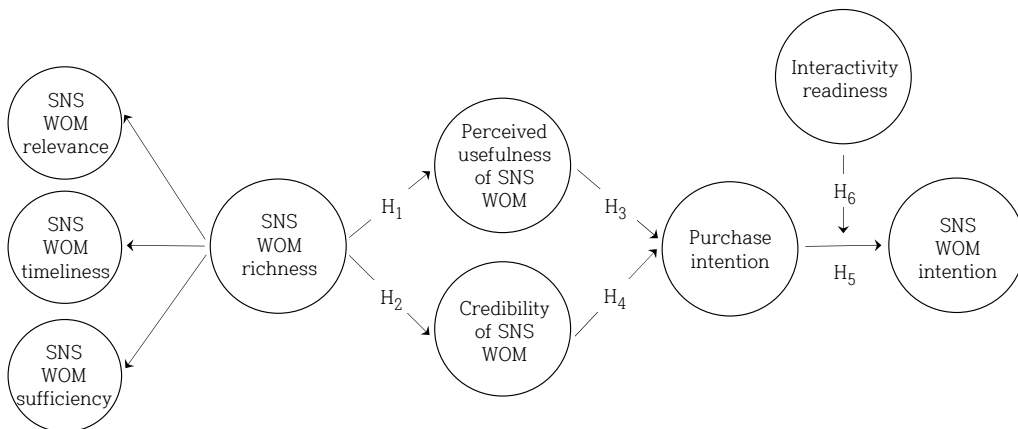 SNS
WOM
relevance
SNS
WOM
timeliness
SNS
WOM
sufficiency
SNS
WOM
richness
H1
H2
Perceived
usefulness
of SNS
WOM
Credibility
of SNS
WOM
H3
H4
Purchase
intention
Interactivity
readiness
H6
H5
SNS
WOM
intention